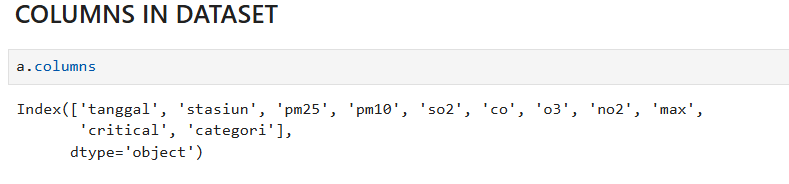 COLUMNS IN DATASET
a.columns
Index(['tanggal', 'stasiun', 'pm25', 'pm10', 'so2', 'co', 'o3', 'no2', 'max',
       'critical', 'categori'],
      dtype='object')